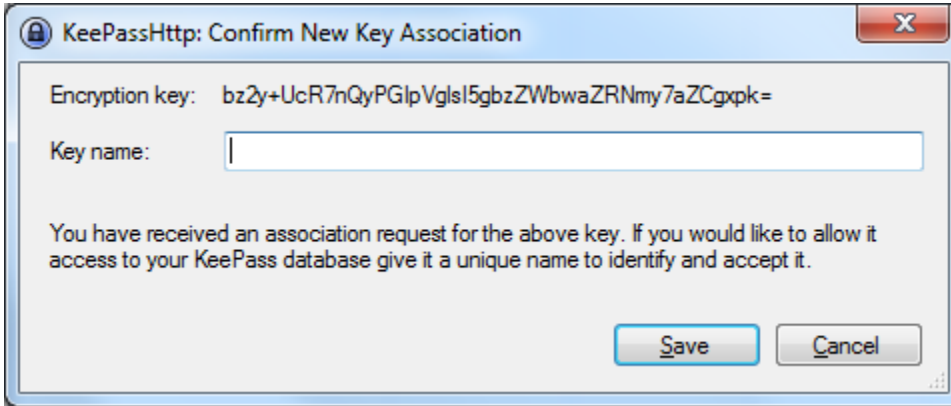 KeePassHttp: Confirm New Key Association
Encryption key: bz2y+UcR7nQyPGlpVglsI5gbzZWbwaZRNmy7aZCgxpk=
Key name:
You have received an association request for the above key. If you would like to allow it
access to your KeePass database give it a unique name to identify and accept it.
Save Cancel